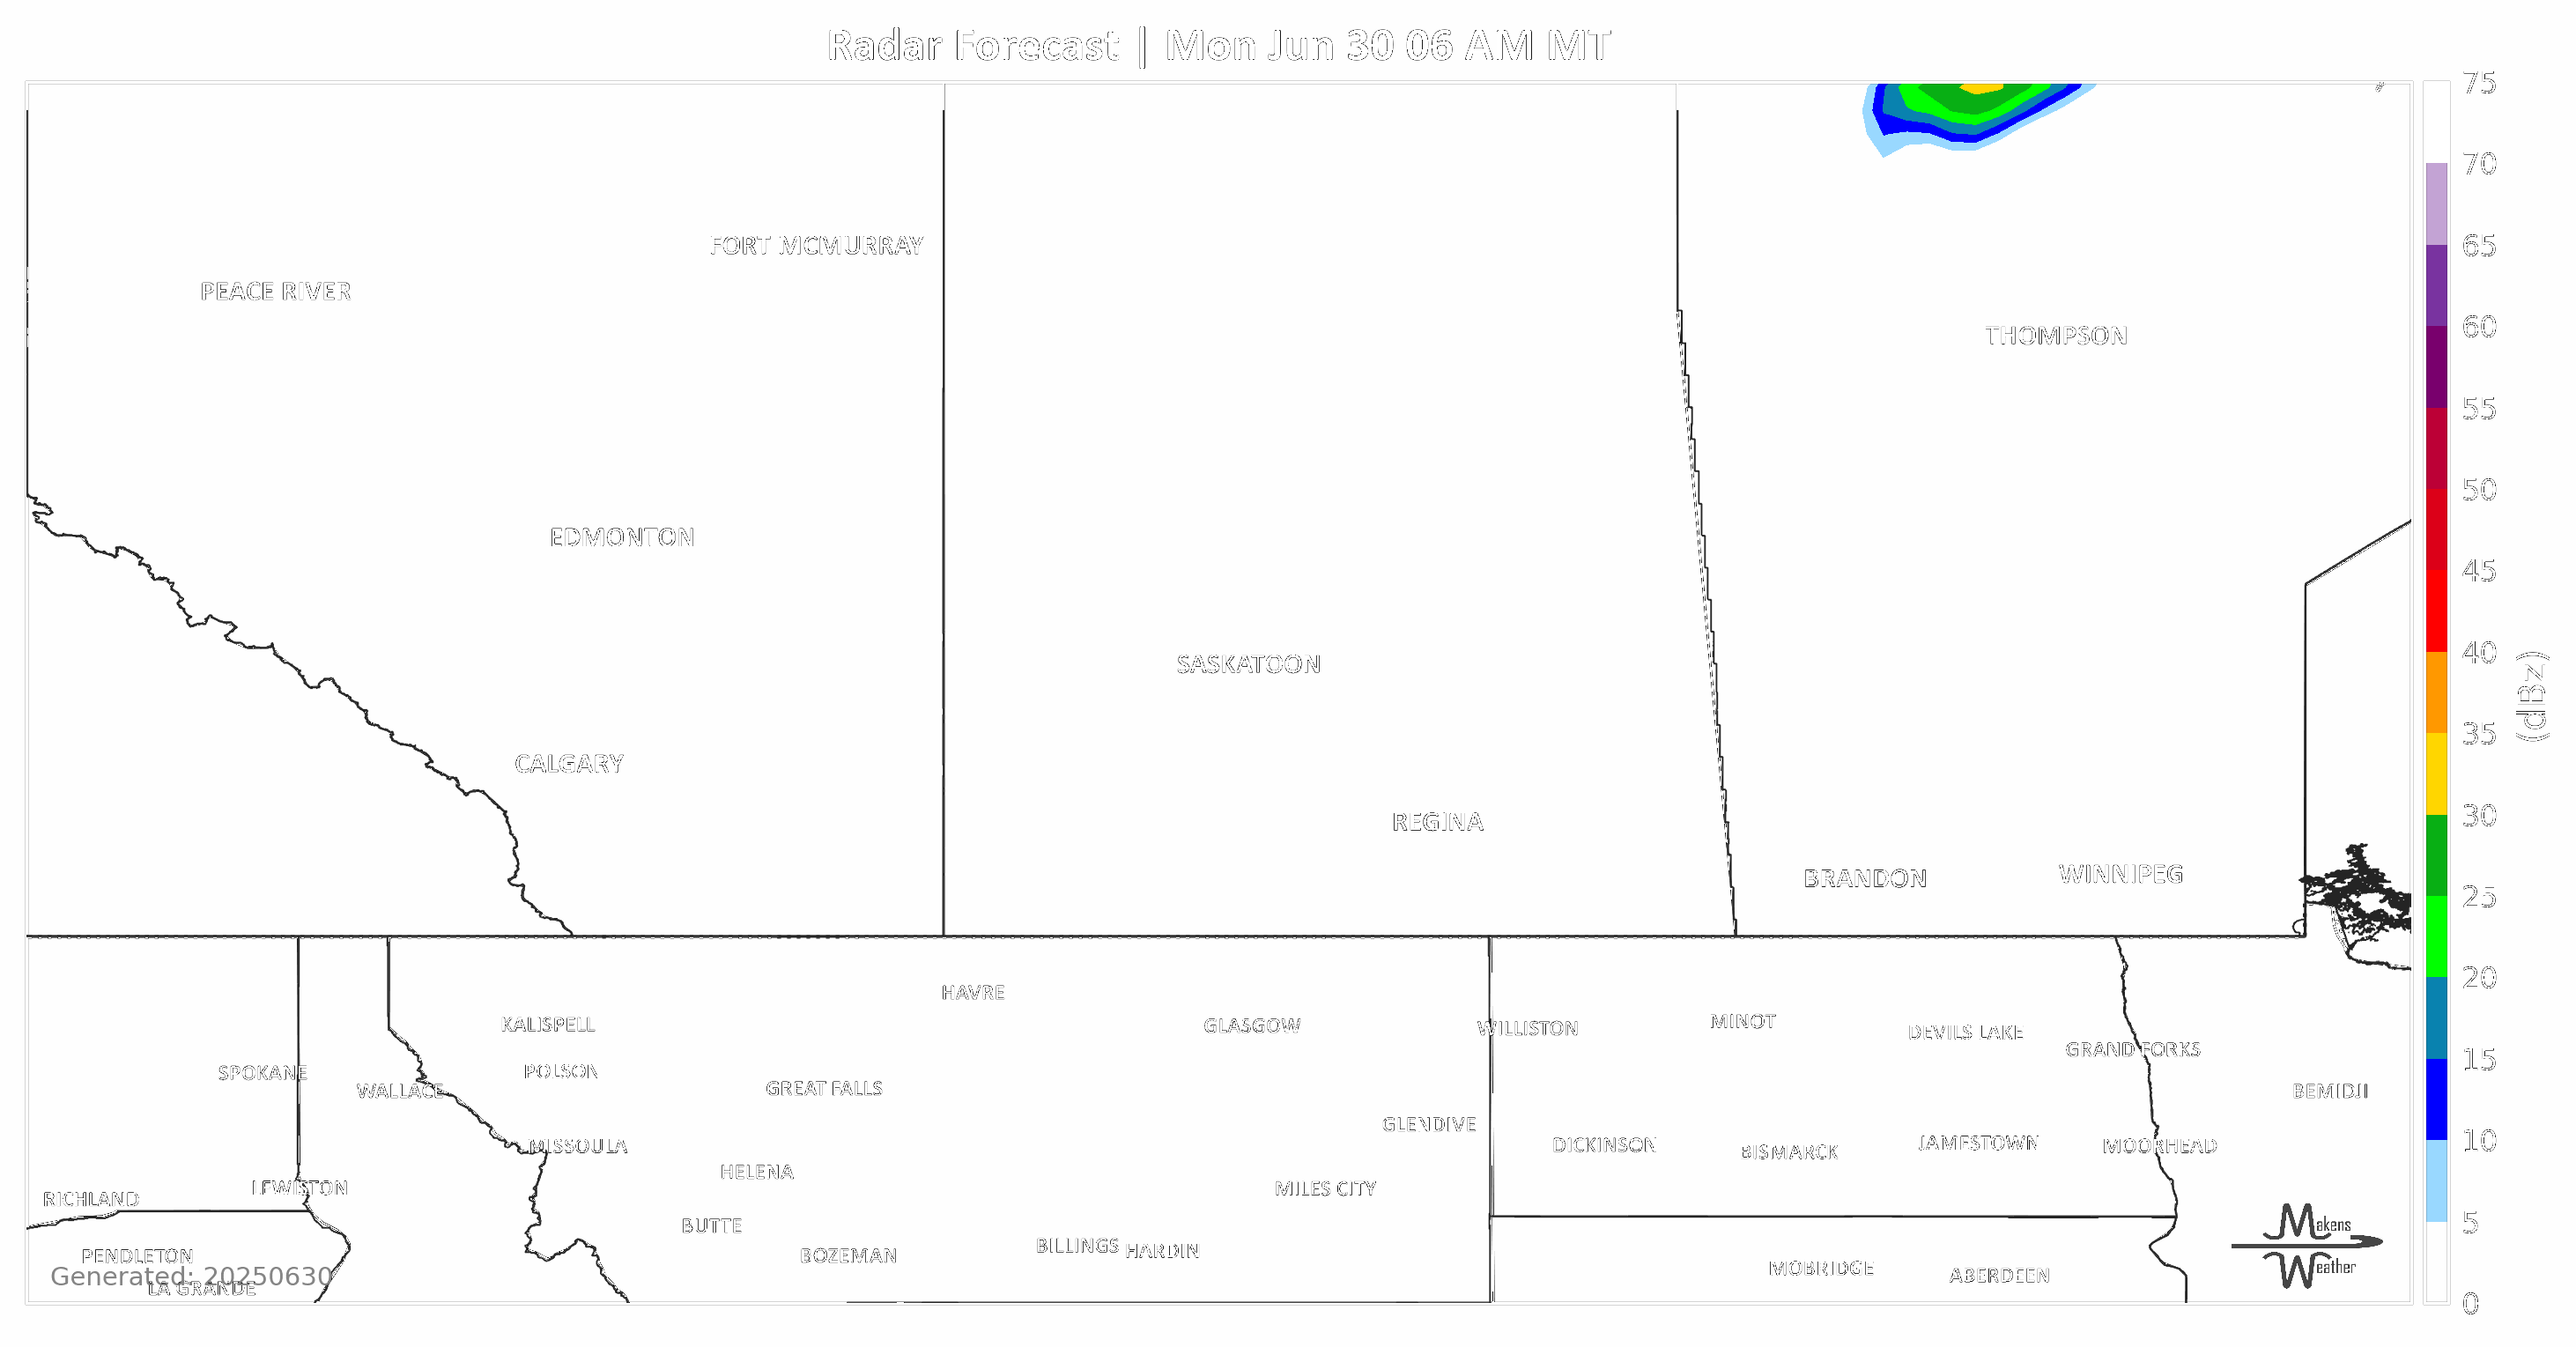 Radar Forecast | Mon Jun 30 06 AM MT
75
70
FORT MCMURRAY
65
PEACE RIVER
60
THOMPSON
55
50
EDMONTON
45
SASKATOON
40
(dBz)
35
CALGARY
30
REGINA
BRANDON
WINNIPEG
25
20
HAVRE
KALISPELL
GLASGOW
WILLISTON
MINOT
DEVILS LAKE
GRAND FORKS
15
SPOKANE
POLSON
WALLACE
GREAT FALLS
BEMIDJI
GLENDIVE
10
MISSOULA
DICKINSON
BISMARCK
JAMESTOWN
MOORHEAD
HELENA
LEWISTON
MILES CITY
RICHLAND
BUTTE
5
Makens
Weather
PENDLETON
BOZEMAN
BILLINGS
HARDIN
MOBRIDGE
ABERDEEN
Generated: 20250630
LA GRANDE
0